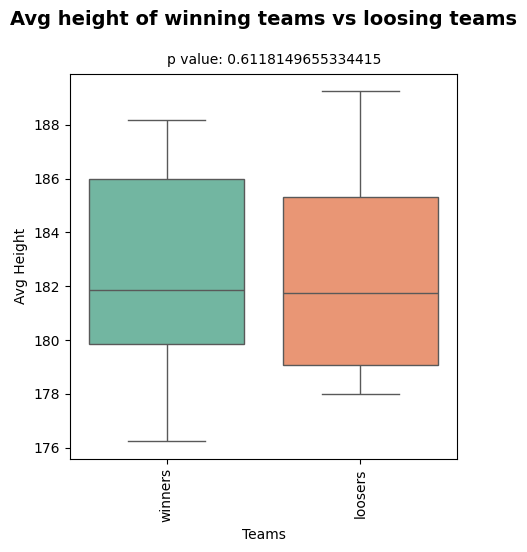 Avg height of winning teams vs loosing teams
p value: 0.6118149655334415
188
186
184
182
180
178
176
Avg Height
winners
loosers
Teams